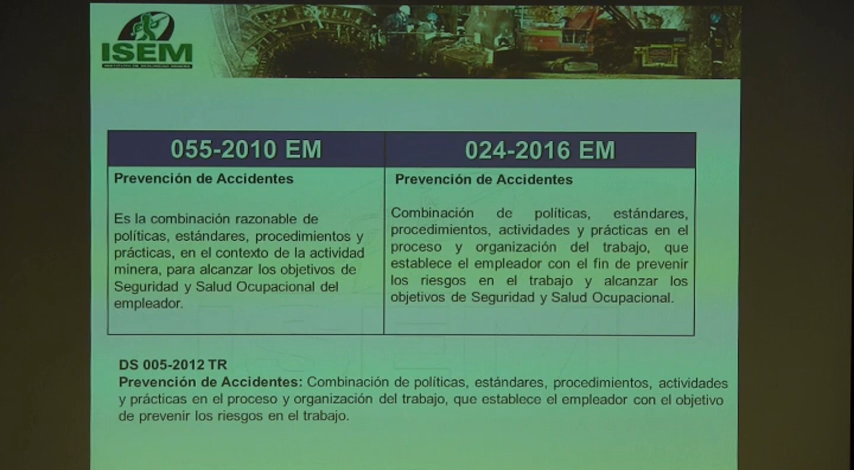 ISEM
INSTITUTO DE SEGURIDAD MINERA
055-2010 EM
Prevención de Accidentes
Es la combinación razonable de
políticas, estándares, procedimientos y
prácticas, en el contexto de la actividad
minera, para alcanzar los objetivos de
Seguridad y Salud Ocupacional del
empleador.
024-2016 EM
Prevención de Accidentes
Combinación de políticas, estándares,
procedimientos, actividades y prácticas en el
proceso y organización del trabajo, que
establece el empleador con el fin de prevenir
los riesgos en el trabajo y alcanzar los
objetivos de Seguridad y Salud Ocupacional.
DS 005-2012 TR
Prevención de Accidentes: Combinación de políticas, estándares, procedimientos, actividades
y prácticas en el proceso y organización del trabajo, que establece el empleador con el objetivo
de prevenir los riesgos en el trabajo.